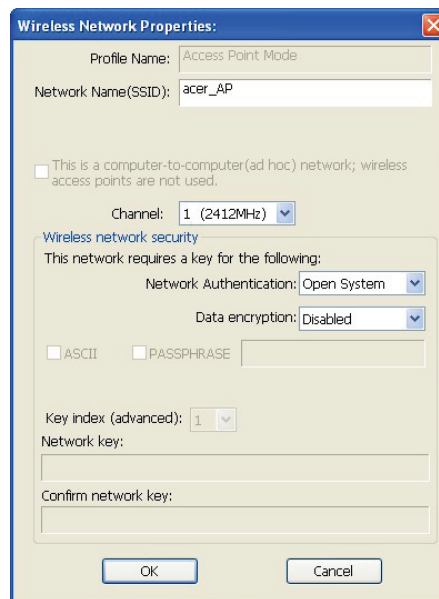 Wireless Network Properties:
Profile Name: Access Point Mode
Network Name(SSID): acer_AP
This is a computer-to-computer(ad hoc) network; wireless
access points are not used.
Channel: 1 (2412MHz)
Wireless network security
This network requires a key for the following:
Network Authentication: Open System
Data encryption: Disabled
ASCII PASSPHRASE
Key index (advanced): 1
Network key:
Confirm network key:
OK Cancel